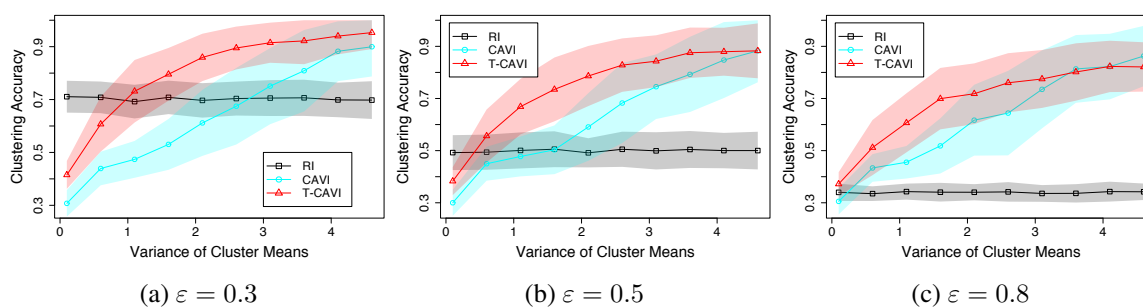 Clustering Accuracy
0.3 0.5 0.7 0.9
RI
CAVI
T-CAVI
0 1 2 3 4
Variance of Cluster Means
(a) ε = 0.3
Clustering Accuracy
0.3 0.5 0.7 0.9
RI
CAVI
T-CAVI
0 1 2 3 4
Variance of Cluster Means
(b) ε = 0.5
Clustering Accuracy
0.3 0.5 0.7 0.9
RI
CAVI
T-CAVI
0 1 2 3 4
Variance of Cluster Means
(c) ε = 0.8